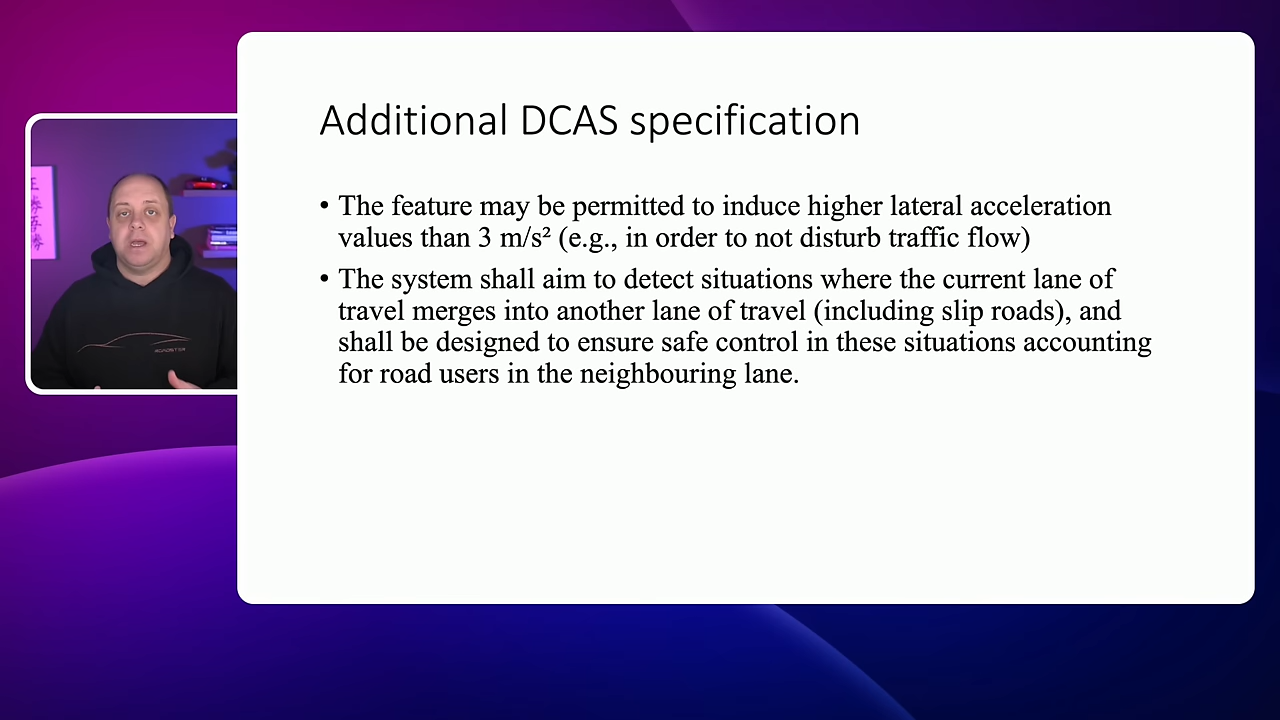 Additional DCAS specification
• The feature may be permitted to induce higher lateral acceleration
values than 3 m/s² (e.g., in order to not disturb traffic flow)
• The system shall aim to detect situations where the current lane of
travel merges into another lane of travel (including slip roads), and
shall be designed to ensure safe control in these situations accounting
for road users in the neighbouring lane.
ROADSTER